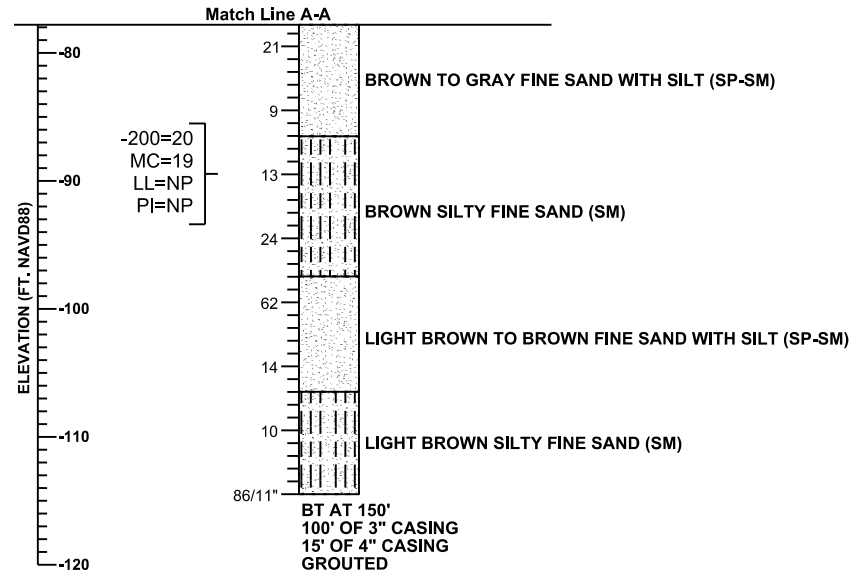 Match Line A-A
-80
21
BROWN TO GRAY FINE SAND WITH SILT (SP-SM)
9
-200=20
MC=19
LL=NP
PI=NP
-90
13
BROWN SILTY FINE SAND (SM)
24
ELEVATION (FT. NAVD88)
-100
62
LIGHT BROWN TO BROWN FINE SAND WITH SILT (SP-SM)
14
-110
10
LIGHT BROWN SILTY FINE SAND (SM)
86/11"
BT AT 150'
100' OF 3" CASING
15' OF 4" CASING
GROUTED
-120